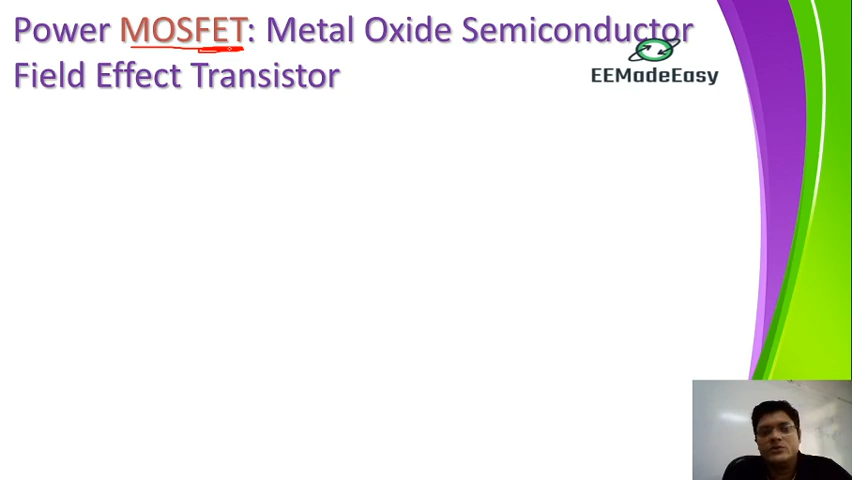 Power MOSFET: Metal Oxide Semiconductor
Field Effect Transistor
EEMadeEasy